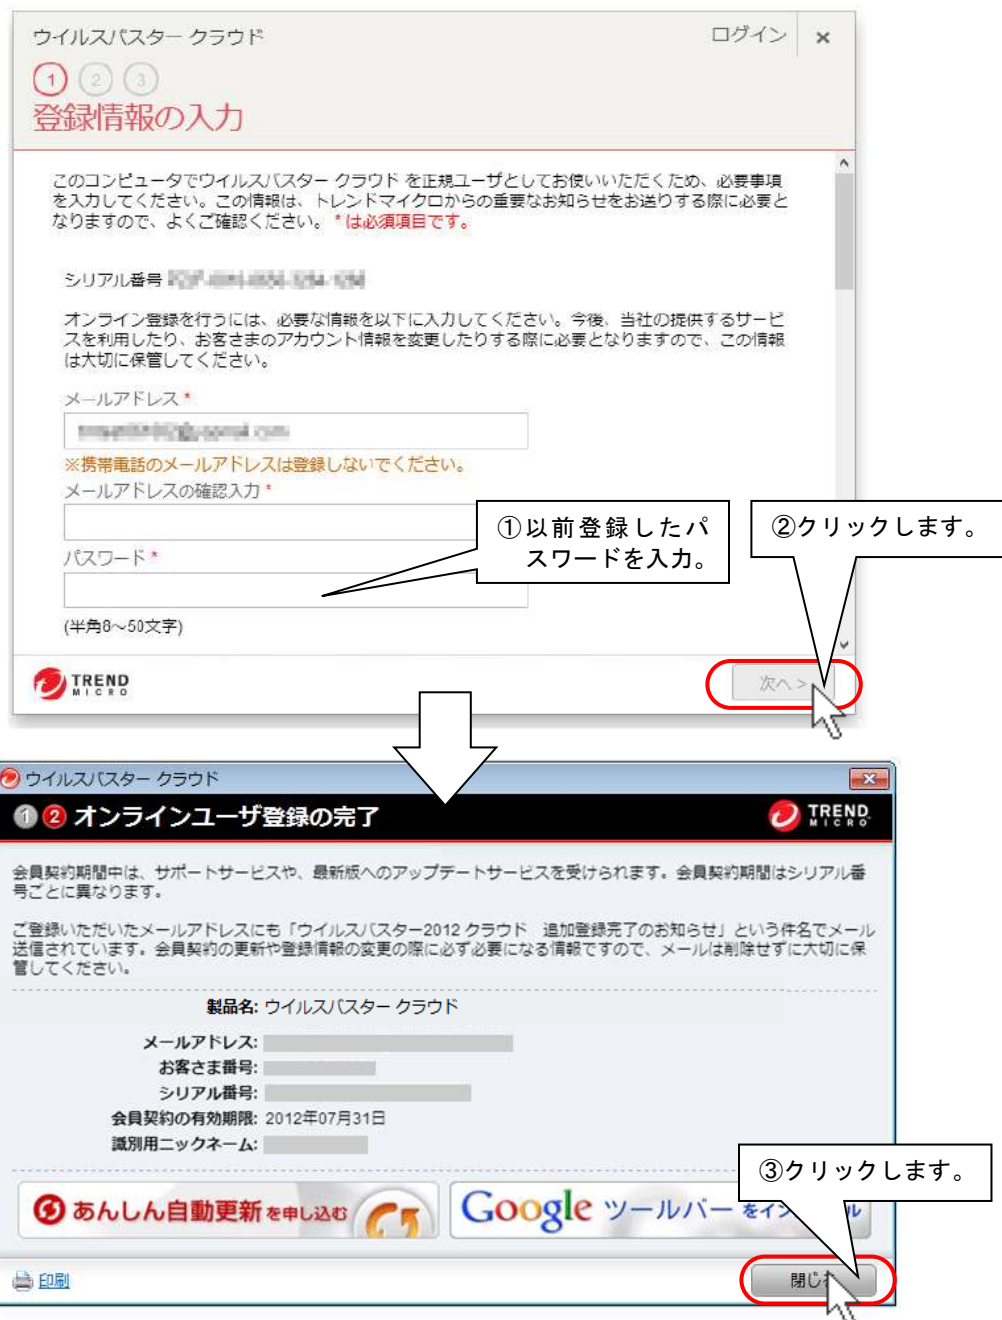 ウイルスバスター クラウド
ログイン ×
1 2 3
登録情報の入力
このコンピュータでウイルスバスター クラウド を正規ユーザとしてお使いいただくため、必要事項
を入力してください。この情報は、トレンドマイクロからの重要なお知らせをお送りする際に必要と
なりますので、よくご確認ください。 * は必須項目です。
シリアル番号
オンライン登録を行うには、必要な情報を以下に入力してください。今後、当社の提供するサービ
スを利用したり、お客さまのアカウント情報を変更したりする際に必要となりますので、この情報
は大切に保管してください。
メールアドレス *
※携帯電話のメールアドレスは登録しないでください。
メールアドレスの確認入力 *
①以前登録したパ
スワードを入力。
②クリックします。
パスワード *
(半角8～50文字)
TREND
MICRO
次へ >
ウイルスバスター クラウド
1 2 オンラインユーザ登録の完了
TREND
MICRO
会員契約期間中は、サポートサービスや、最新版へのアップデートサービスを受けられます。会員契約期間はシリアル番
号ごとに異なります。
ご登録いただいたメールアドレスにも「ウイルスバスター2012 クラウド 追加登録完了のお知らせ」という件名でメール
送信されています。会員契約の更新や登録情報の変更の際に必ず必要になる情報ですので、メールは削除せずに大切に保
管してください。
製品名: ウイルスバスター クラウド
メールアドレス:
お客さま番号:
シリアル番号:
会員契約の有効期限: 2012年07月31日
識別用ニックネーム:
③クリックします。
あんしん自動更新 を申し込む
Google ツールバー をイン ル
印刷
閉じ